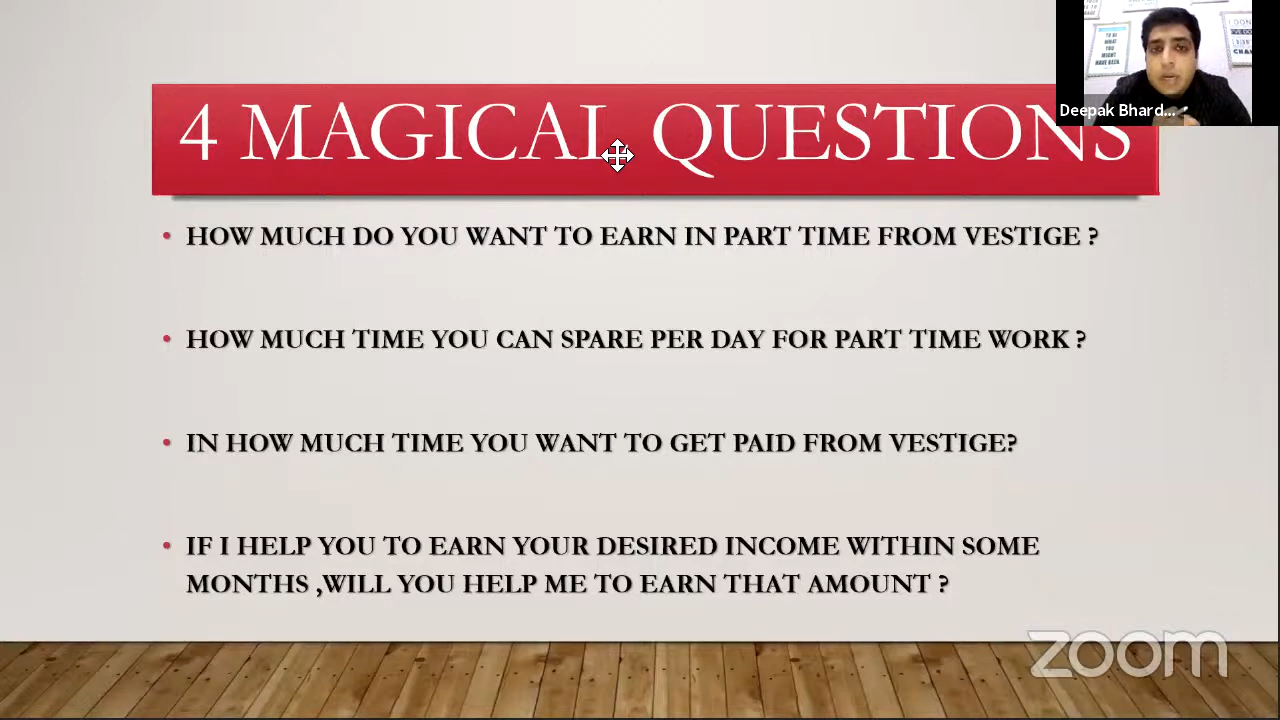 4 MAGICAL QUESTIONS
Deepak Bhard...
• HOW MUCH DO YOU WANT TO EARN IN PART TIME FROM VESTIGE ?
• HOW MUCH TIME YOU CAN SPARE PER DAY FOR PART TIME WORK ?
• IN HOW MUCH TIME YOU WANT TO GET PAID FROM VESTIGE?
• IF I HELP YOU TO EARN YOUR DESIRED INCOME WITHIN SOME
MONTHS ,WILL YOU HELP ME TO EARN THAT AMOUNT ?
zoom